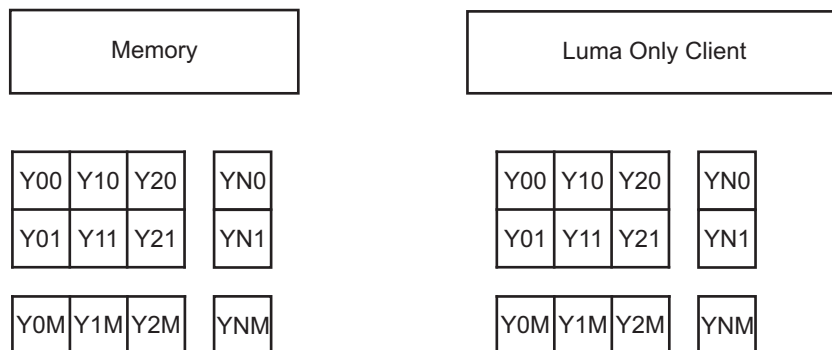 Memory
Luma Only Client
Y00 Y10 Y20 YN0
Y01 Y11 Y21 YN1
Y0M Y1M Y2M YNM
Y00 Y10 Y20 YN0
Y01 Y11 Y21 YN1
Y0M Y1M Y2M YNM